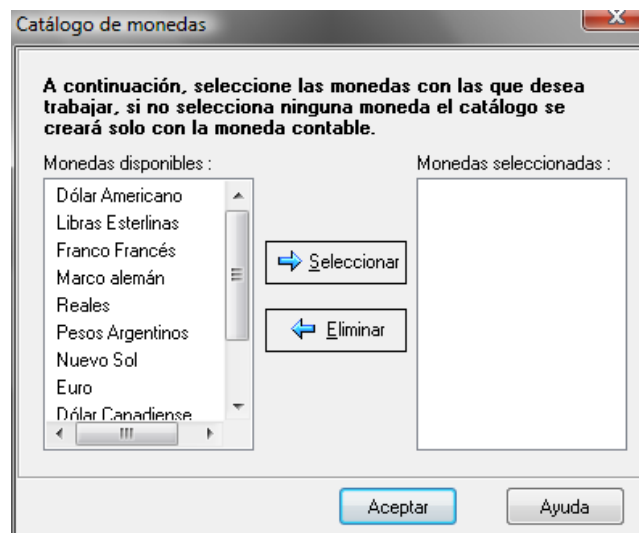 Catálogo de monedas
A continuación, seleccione las monedas con las que desea
trabajar, si no selecciona ninguna moneda el catálogo se
creará solo con la moneda contable.
Monedas disponibles :
Monedas seleccionadas :
Dólar Americano
Libras Esterlinas
Franco Francés
Marco alemán
Reales
Pesos Argentinos
Nuevo Sol
Euro
Dólar Canadiense
Seleccionar
Eliminar
Aceptar
Ayuda